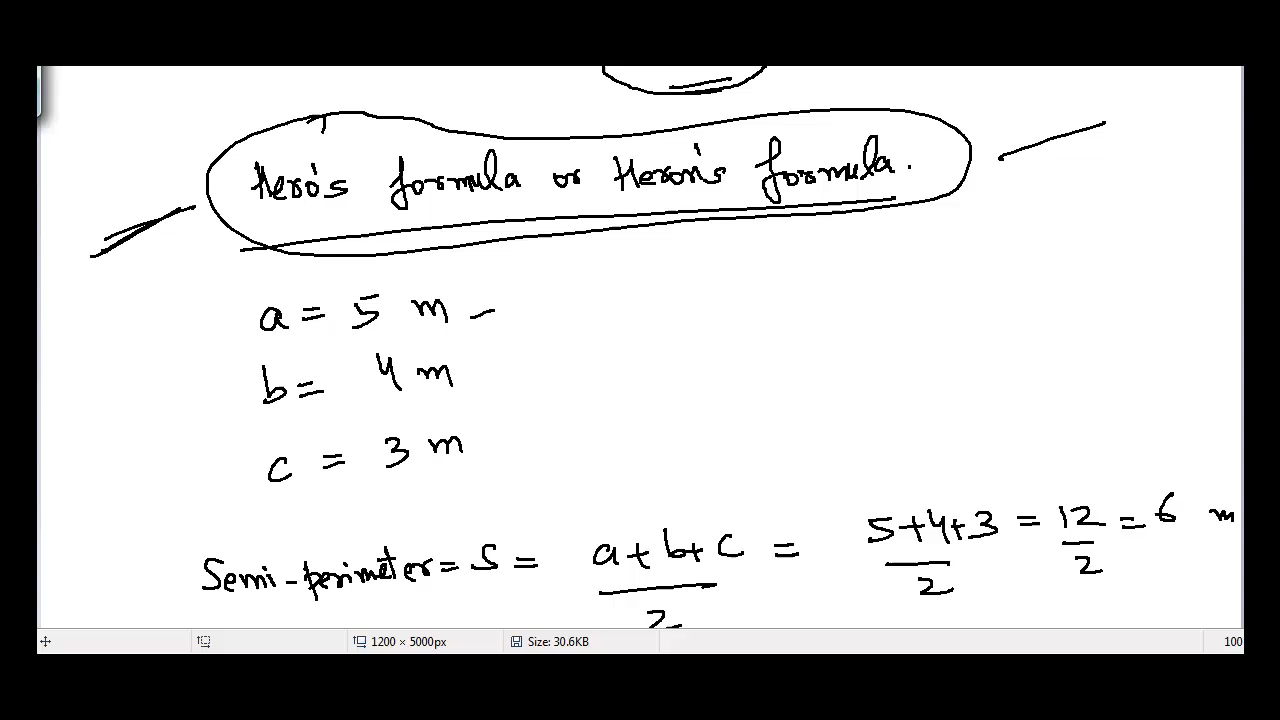 Hero's formula or Heron's formula.
a = 5 m
b = 4 m
c = 3 m
Semi-perimeter = S = a+b+c/2 = 5+4+3/2 = 12/2 = 6 m
1200 × 5000px Size: 30.6KB 100